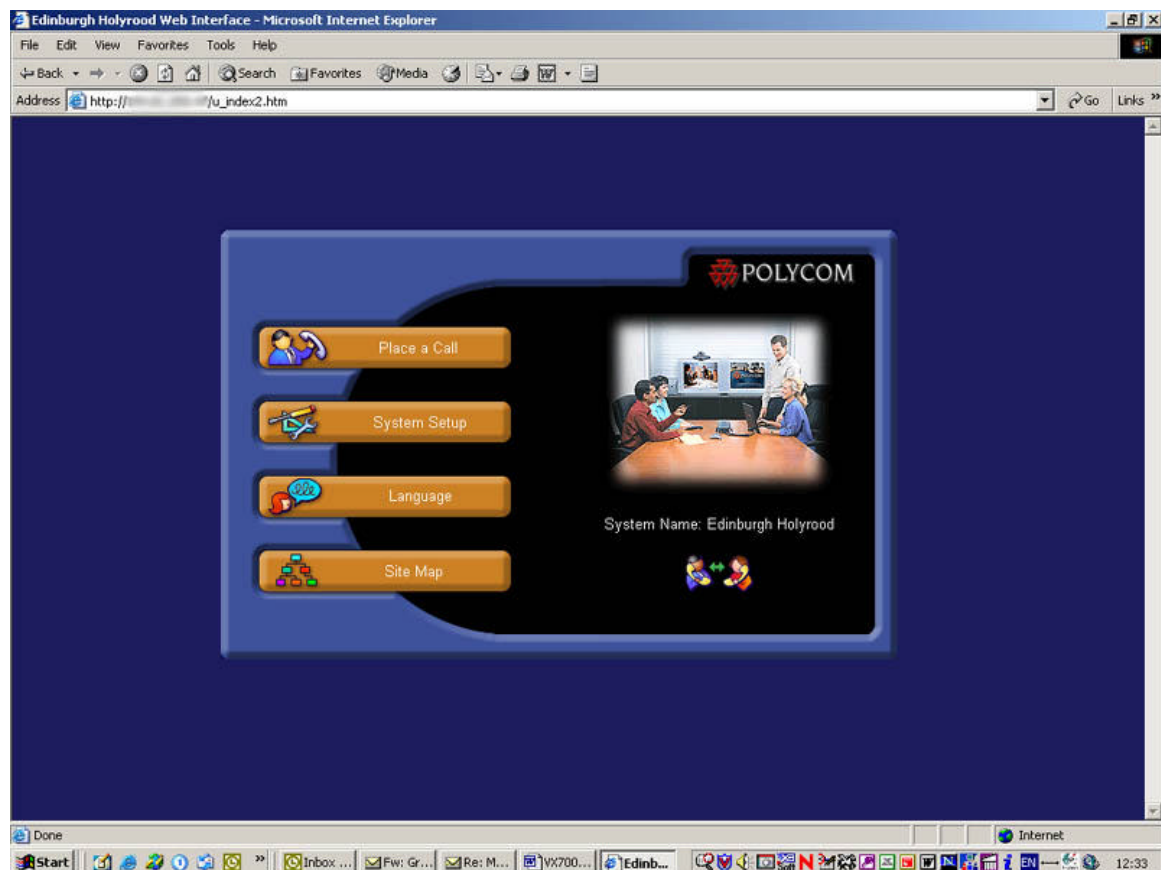 Edinburgh Holyrood Web Interface - Microsoft Internet Explorer
File Edit View Favorites Tools Help
Back Search Favorites Media
Address http:// /u_index2.htm Go Links »
POLYCOM
Place a Call
System Setup
Language
Site Map
System Name: Edinburgh Holyrood
Done Internet
Start » Inbox ... Fw: Gr... Re: M... VX700... Edinb... EN 12:33